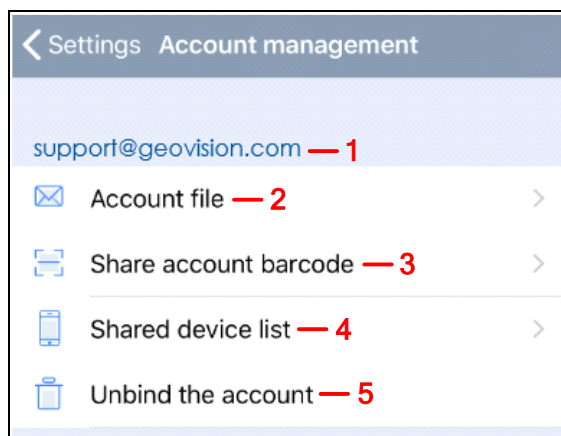 Settings Account management
support@geovision.com — 1
Account file — 2
Share account barcode — 3
Shared device list — 4
Unbind the account — 5